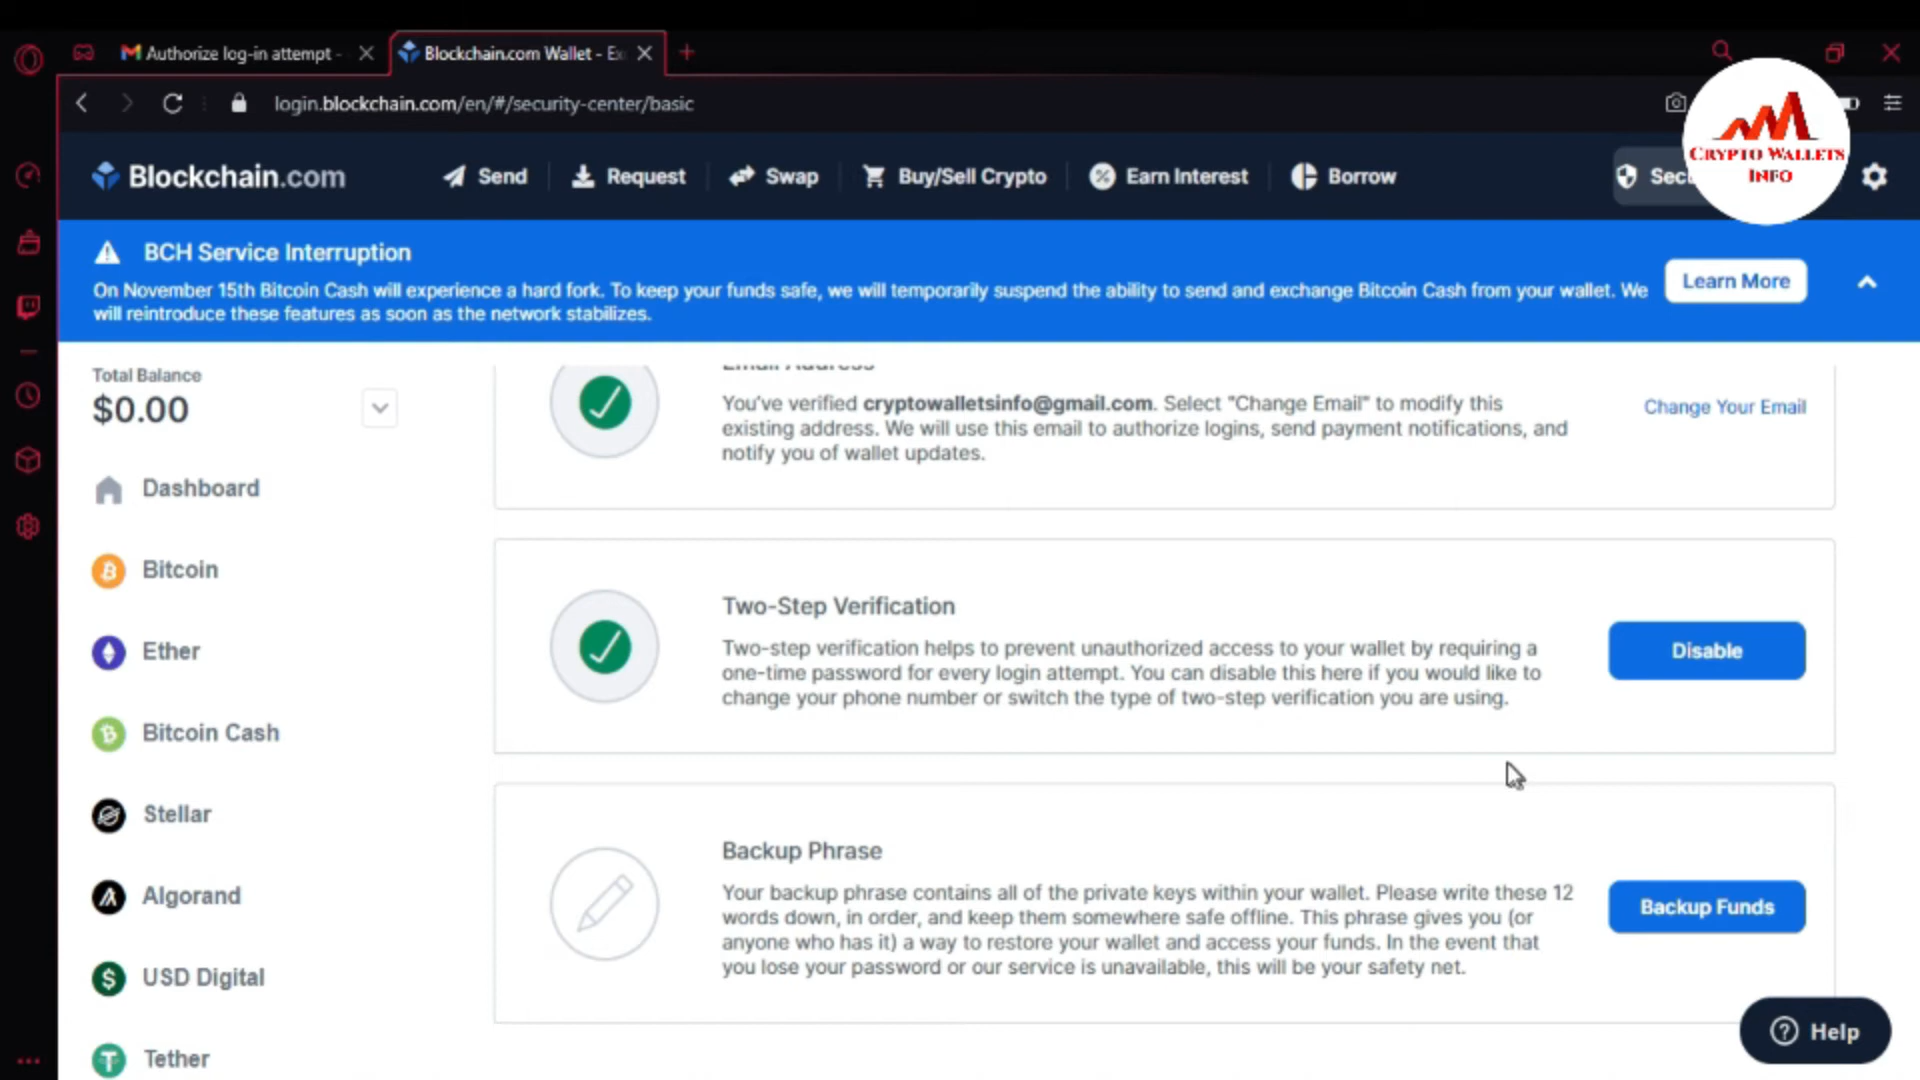 Authorize log-in attempt -
Blockchain.com Wallet - Ex
login.blockchain.com/en/#/security-center/basic
CRYPTO WALLETS
INFO
Blockchain.com
Send
Request
Swap
Buy/Sell Crypto
Earn Interest
Borrow
Sec
BCH Service Interruption
On November 15th Bitcoin Cash will experience a hard fork. To keep your funds safe, we will temporarily suspend the ability to send and exchange Bitcoin Cash from your wallet. We
will reintroduce these features as soon as the network stabilizes.
Learn More
Total Balance
$0.00
Dashboard
Bitcoin
Ether
Bitcoin Cash
Stellar
Algorand
USD Digital
Tether
Email Address
You've verified cryptowalletsinfo@gmail.com. Select "Change Email" to modify this
existing address. We will use this email to authorize logins, send payment notifications, and
notify you of wallet updates.
Change Your Email
Two-Step Verification
Two-step verification helps to prevent unauthorized access to your wallet by requiring a
one-time password for every login attempt. You can disable this here if you would like to
change your phone number or switch the type of two-step verification you are using.
Disable
Backup Phrase
Your backup phrase contains all of the private keys within your wallet. Please write these 12
words down, in order, and keep them somewhere safe offline. This phrase gives you (or
anyone who has it) a way to restore your wallet and access your funds. In the event that
you lose your password or our service is unavailable, this will be your safety net.
Backup Funds
Help